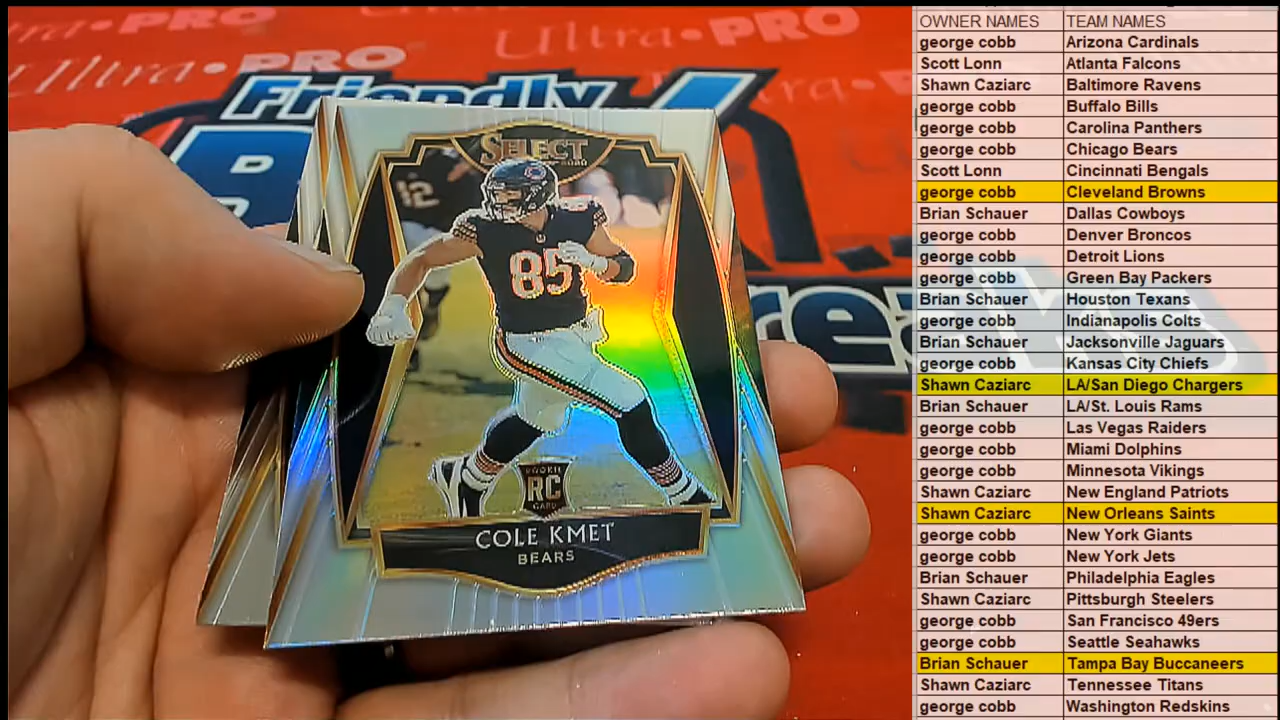 Ultra•PRO
Ultra•PRO
Friendly
SELECT
2020
12
85
ROOKIE
RC
CARD
COLE KMET
BEARS
OWNER NAMES TEAM NAMES
george cobb Arizona Cardinals
Scott Lonn Atlanta Falcons
Shawn Caziarc Baltimore Ravens
george cobb Buffalo Bills
george cobb Carolina Panthers
george cobb Chicago Bears
Scott Lonn Cincinnati Bengals
george cobb Cleveland Browns
Brian Schauer Dallas Cowboys
george cobb Denver Broncos
george cobb Detroit Lions
george cobb Green Bay Packers
Brian Schauer Houston Texans
george cobb Indianapolis Colts
Brian Schauer Jacksonville Jaguars
george cobb Kansas City Chiefs
Shawn Caziarc LA/San Diego Chargers
Brian Schauer LA/St. Louis Rams
george cobb Las Vegas Raiders
george cobb Miami Dolphins
george cobb Minnesota Vikings
Shawn Caziarc New England Patriots
Shawn Caziarc New Orleans Saints
george cobb New York Giants
george cobb New York Jets
Brian Schauer Philadelphia Eagles
Shawn Caziarc Pittsburgh Steelers
george cobb San Francisco 49ers
george cobb Seattle Seahawks
Brian Schauer Tampa Bay Buccaneers
Shawn Caziarc Tennessee Titans
george cobb Washington Redskins